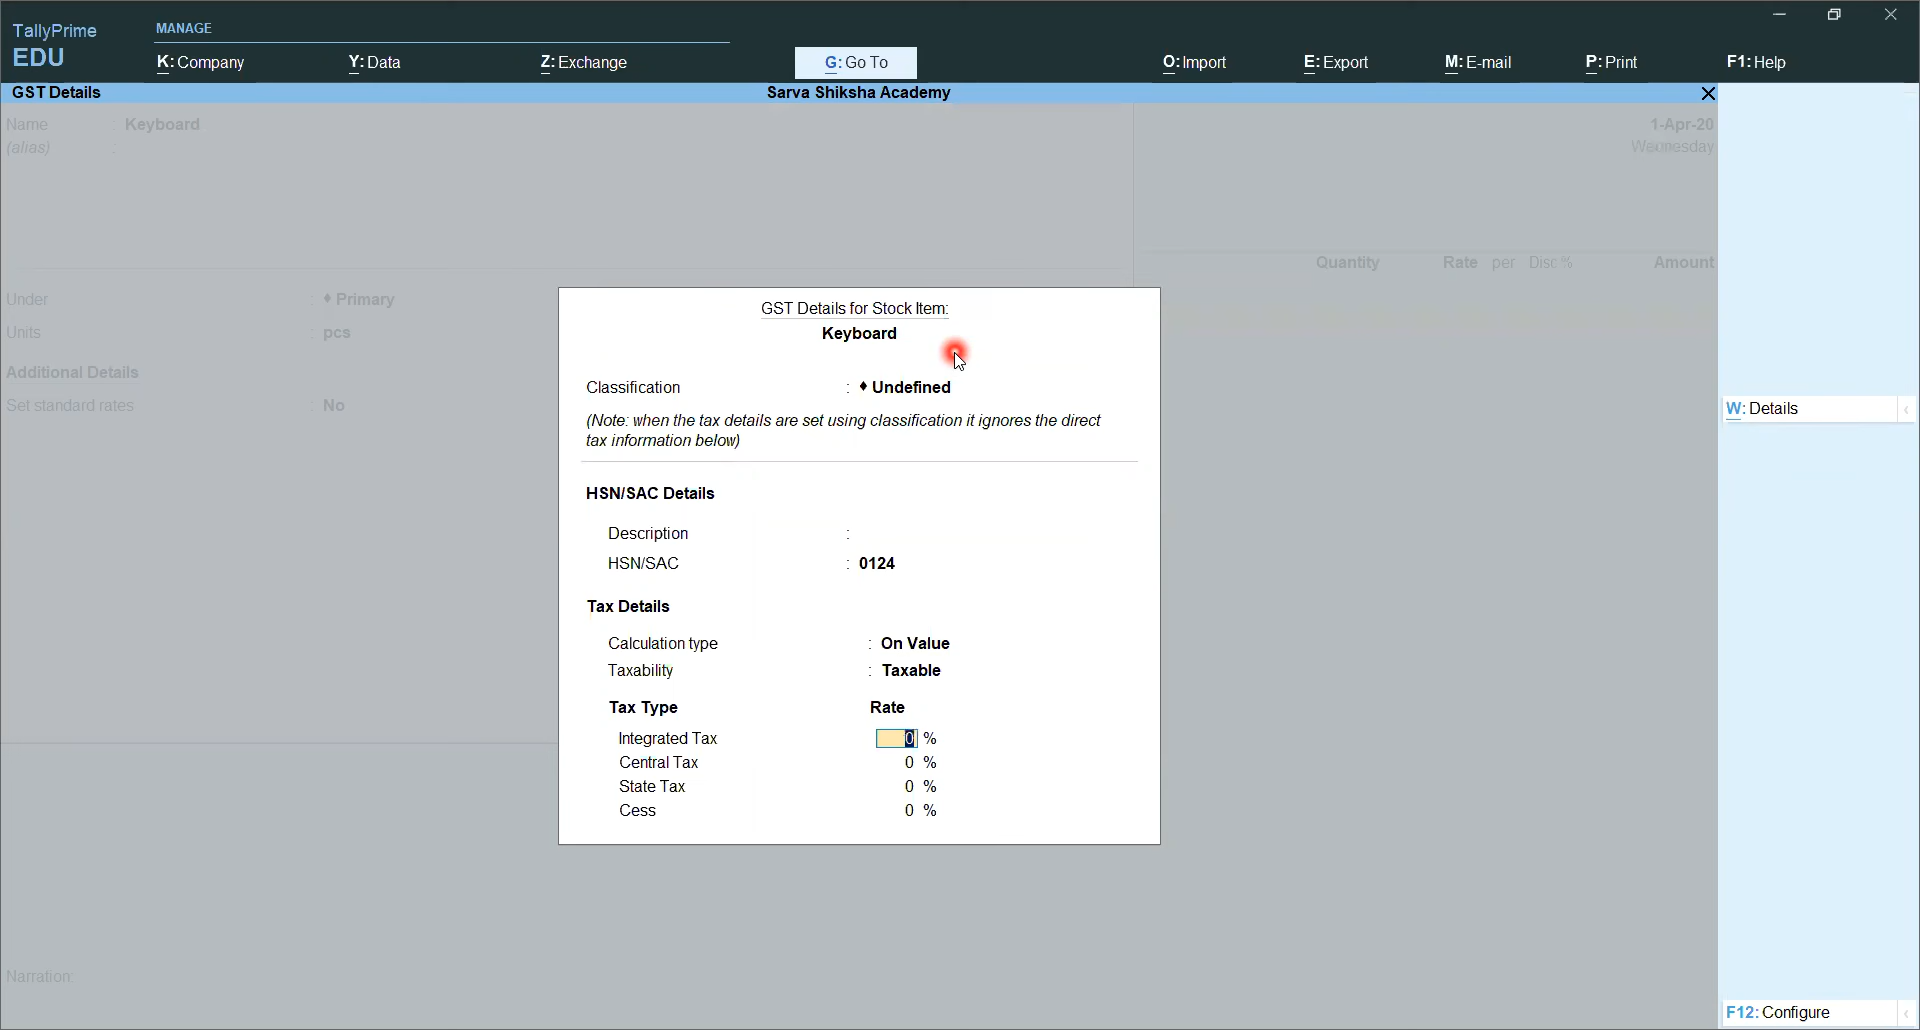 TallyPrime
EDU
MANAGE
K: Company
Y: Data
Z: Exchange
G: Go To
O: Import
E: Export
M: E-mail
P: Print
F1: Help
GST Details
Sarva Shiksha Academy
Name : Keyboard
(alias) :
1-Apr-20
Wednesday
Quantity Rate per Disc % Amount
Under : ♦ Primary
Units : pcs
Additional Details
Set standard rates : No
GST Details for Stock Item:
Keyboard
Classification : ♦ Undefined
(Note: when the tax details are set using classification it ignores the direct
tax information below)
HSN/SAC Details
Description :
HSN/SAC : 0124
Tax Details
Calculation type : On Value
Taxability : Taxable
Tax Type Rate
Integrated Tax 0 %
Central Tax 0 %
State Tax 0 %
Cess 0 %
Narration:
W: Details
F12: Configure